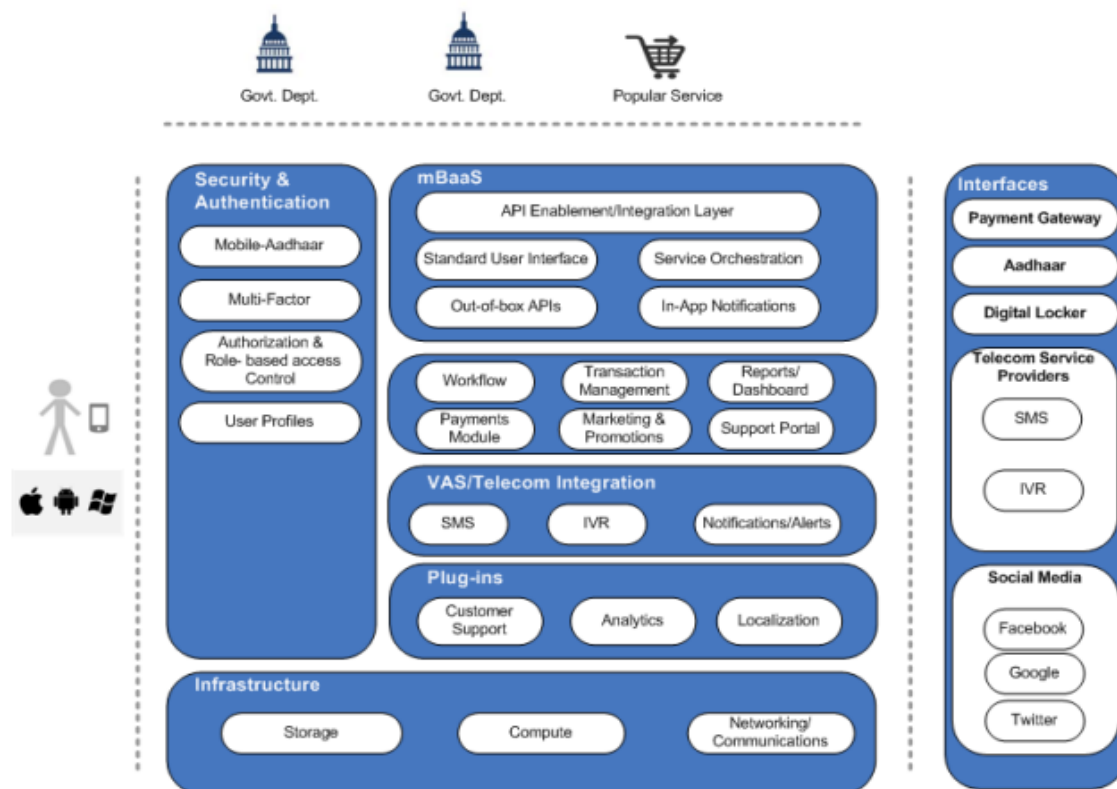 Govt. Dept.
Govt. Dept.
Popular Service
Security &
Authentication
Mobile-Aadhaar
Multi-Factor
Authorization &
Role- based access
Control
User Profiles
mBaaS
API Enablement/Integration Layer
Standard User Interface
Service Orchestration
Out-of-box APIs
In-App Notifications
Workflow
Transaction
Management
Reports/
Dashboard
Payments
Module
Marketing &
Promotions
Support Portal
VAS/Telecom Integration
SMS
IVR
Notifications/Alerts
Plug-ins
Customer
Support
Analytics
Localization
Infrastructure
Storage
Compute
Networking/
Communications
Interfaces
Payment Gateway
Aadhaar
Digital Locker
Telecom Service
Providers
SMS
IVR
Social Media
Facebook
Google
Twitter